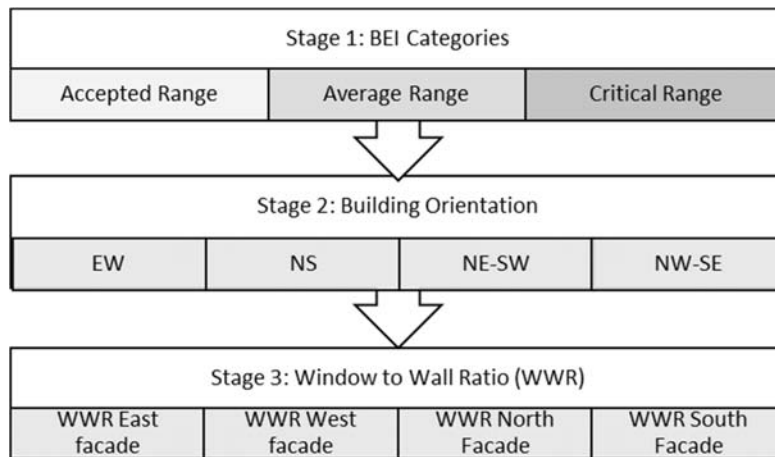 Stage 1: BEI Categories
Accepted Range Average Range Critical Range
Stage 2: Building Orientation
EW NS NE-SW NW-SE
Stage 3: Window to Wall Ratio (WWR)
WWR East facade WWR West facade WWR North Facade WWR South Facade